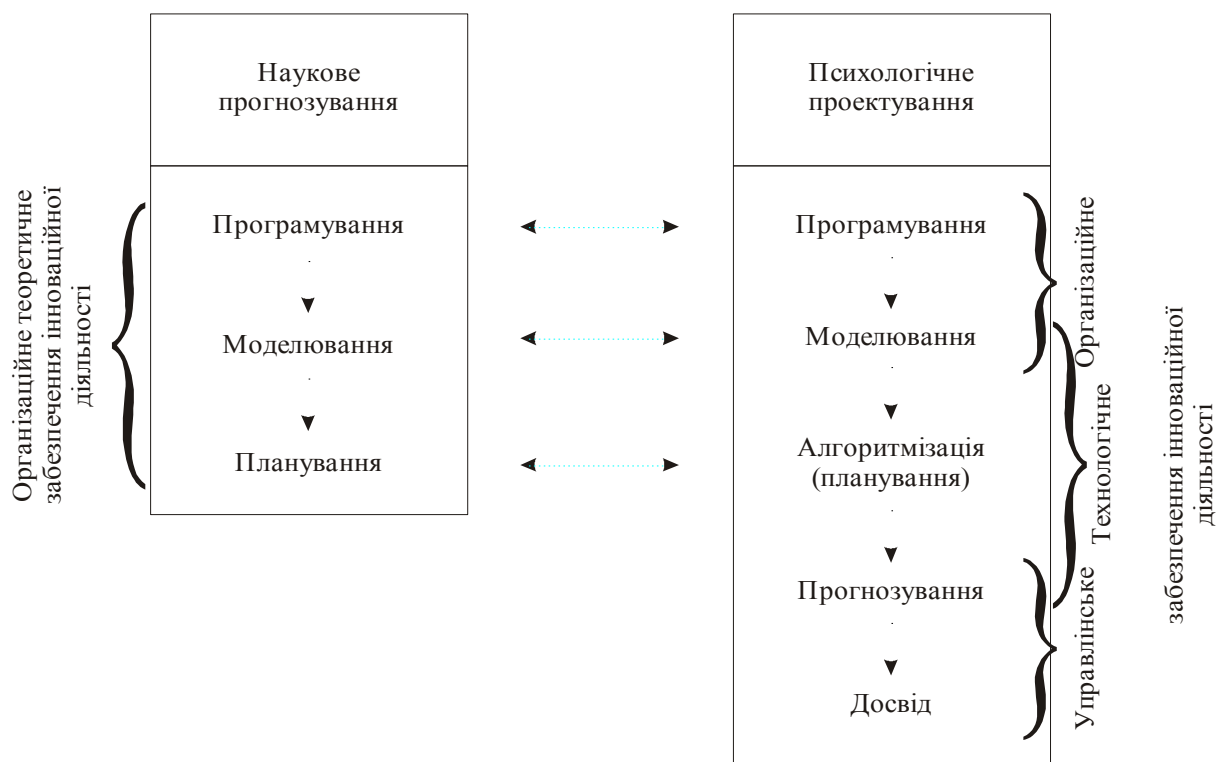 Наукове
прогнозування
Психологічне
проектування
Організаційне теоретичне
забезпечення інноваційної
діяльності
Програмування
Моделювання
Планування
Програмування
Моделювання
Алгоритмізація
(планування)
Прогнозування
Досвід
Організаційне
Технологічне
Управлінське
забезпечення інноваційної
діяльності